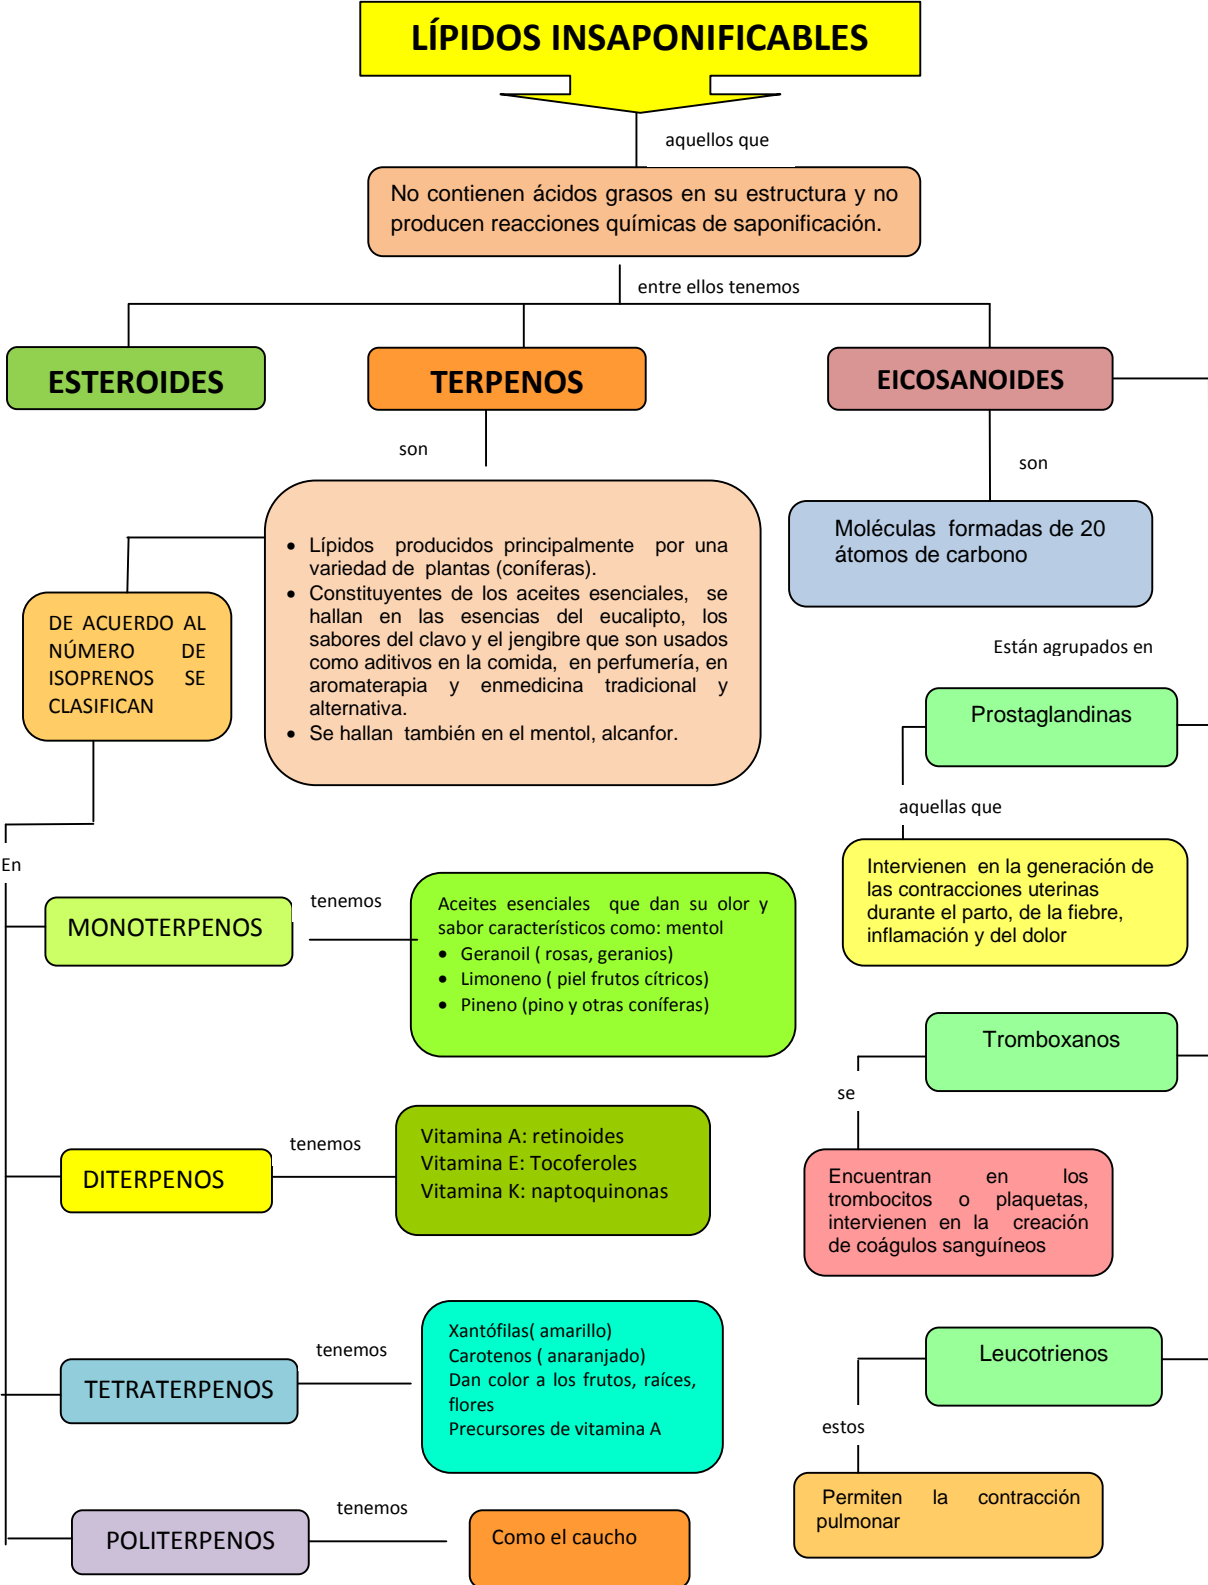 LÍPIDOS INSAPONIFICABLES
aquellos que
No contienen ácidos grasos en su estructura y no
producen reacciones químicas de saponificación.
entre ellos tenemos
ESTEROIDES
TERPENOS
EICOSANOIDES
son
son
• Lípidos producidos principalmente por una
variedad de plantas (coníferas).
• Constituyentes de los aceites esenciales, se
hallan en las esencias del eucalipto, los
sabores del clavo y el jengibre que son usados
como aditivos en la comida, en perfumería, en
aromaterapia y enmedicina tradicional y
alternativa.
• Se hallan también en el mentol, alcanfor.
Moléculas formadas de 20
átomos de carbono
DE ACUERDO AL
NÚMERO DE
ISOPRENOS SE
CLASIFICAN
Están agrupados en
Prostaglandinas
aquellas que
Intervienen en la generación de
las contracciones uterinas
durante el parto, de la fiebre,
inflamación y del dolor
En
MONOTERPENOS
tenemos
Aceites esenciales que dan su olor y
sabor característicos como: mentol
• Geranoil ( rosas, geranios)
• Limoneno ( piel frutos cítricos)
• Pineno (pino y otras coníferas)
Tromboxanos
se
Encuentran en los
trombocitos o plaquetas,
intervienen en la creación
de coágulos sanguíneos
DITERPENOS
tenemos
Vitamina A: retinoides
Vitamina E: Tocoferoles
Vitamina K: naptoquinonas
TETRATERPENOS
tenemos
Xantófilas( amarillo)
Carotenos ( anaranjado)
Dan color a los frutos, raíces,
flores
Precursores de vitamina A
Leucotrienos
estos
Permiten la contracción
pulmonar
POLITERPENOS
tenemos
Como el caucho